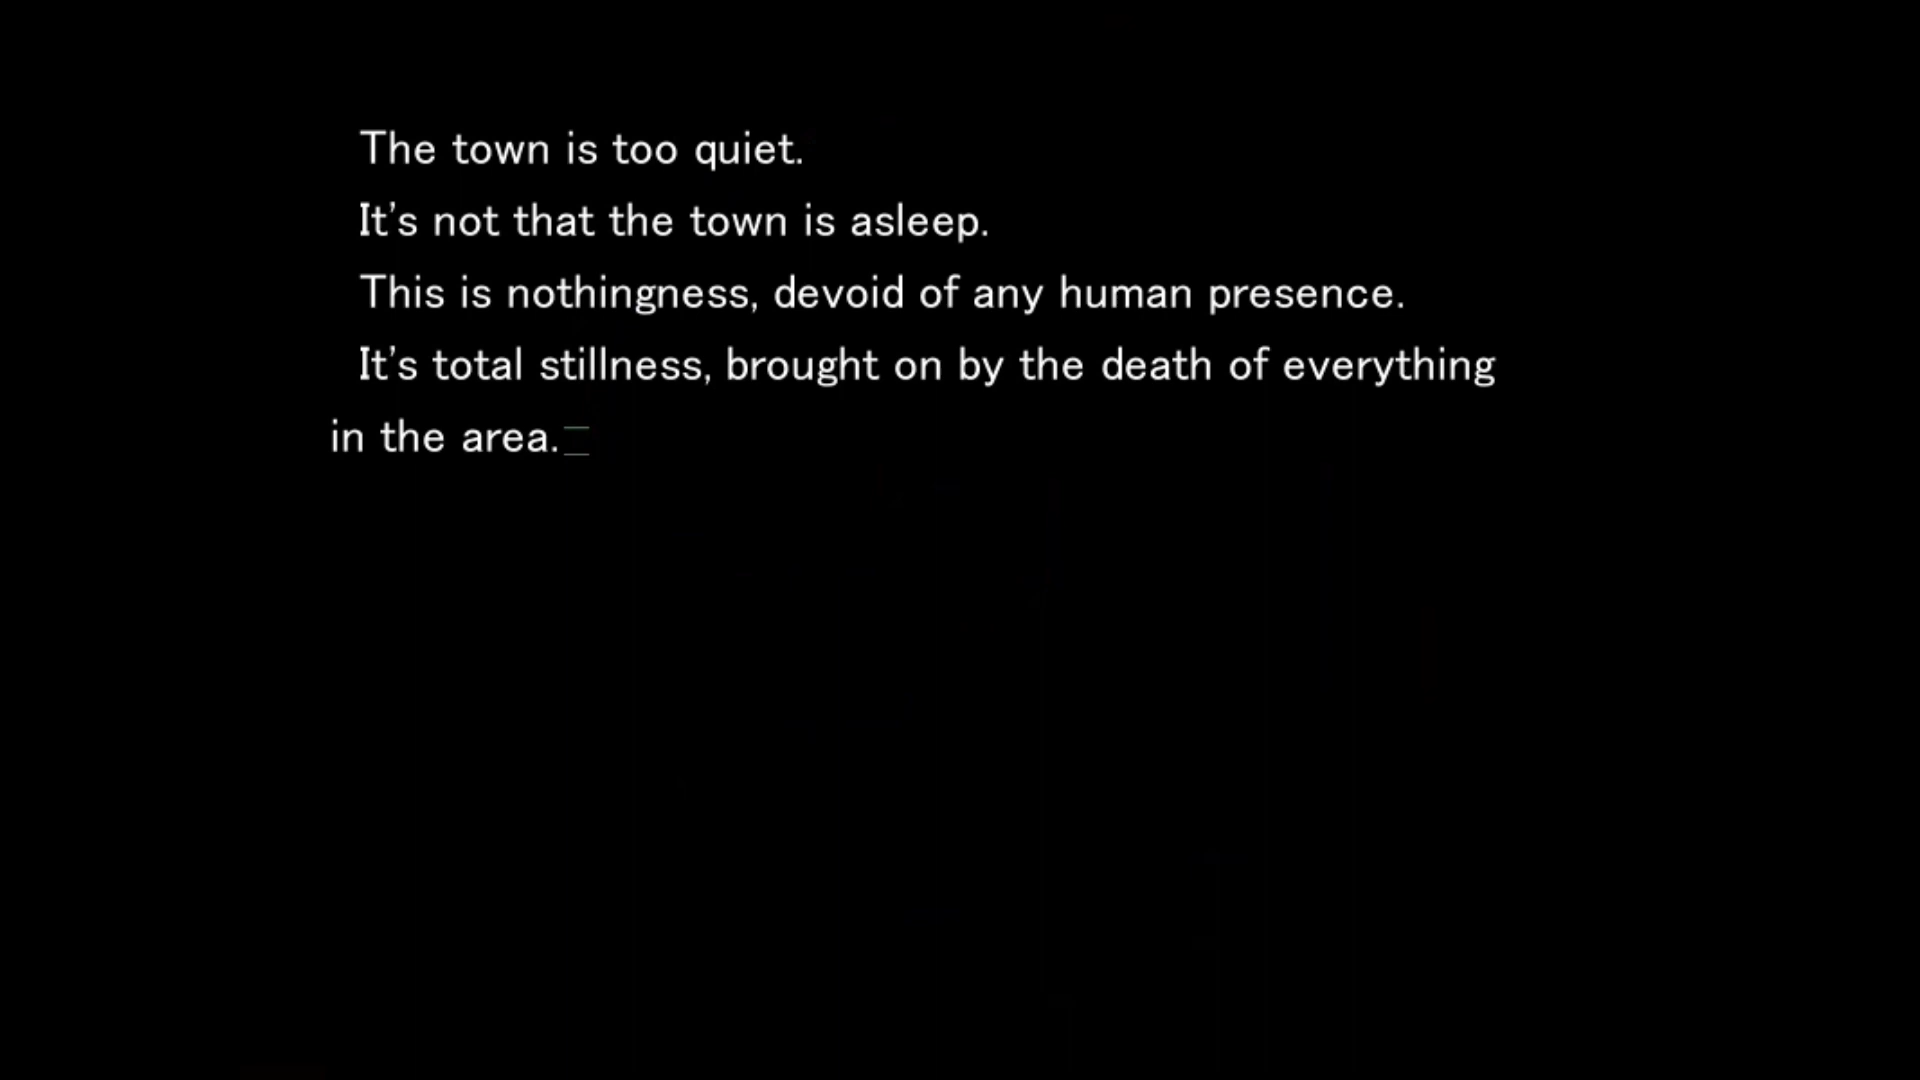 The town is too quiet.
It's not that the town is asleep.
This is nothingness, devoid of any human presence.
It's total stillness, brought on by the death of everything
in the area.